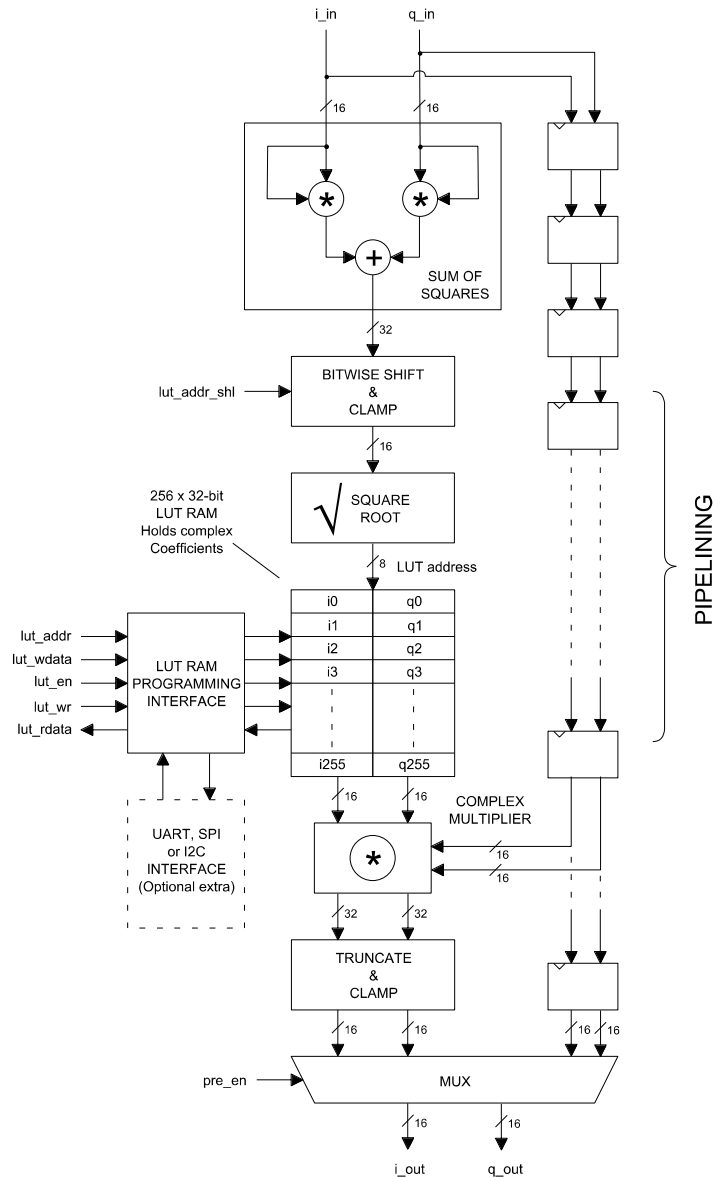 i_in
q_in
16
16
*
*
+
SUM OF
SQUARES
32
lut_addr_shl
BITWISE SHIFT
&
CLAMP
16
256 x 32-bit
LUT RAM
Holds complex
Coefficients
√ SQUARE
ROOT
8
LUT address
PIPELINING
i0
q0
i1
q1
i2
q2
i3
q3
i255
q255
lut_addr
lut_wdata
lut_en
lut_wr
lut_rdata
LUT RAM
PROGRAMMING
INTERFACE
UART, SPI
or I2C
INTERFACE
(Optional extra)
16
16
COMPLEX
MULTIPLIER
*
16
16
32
32
TRUNCATE
&
CLAMP
16
16
16
16
pre_en
MUX
16
16
i_out
q_out